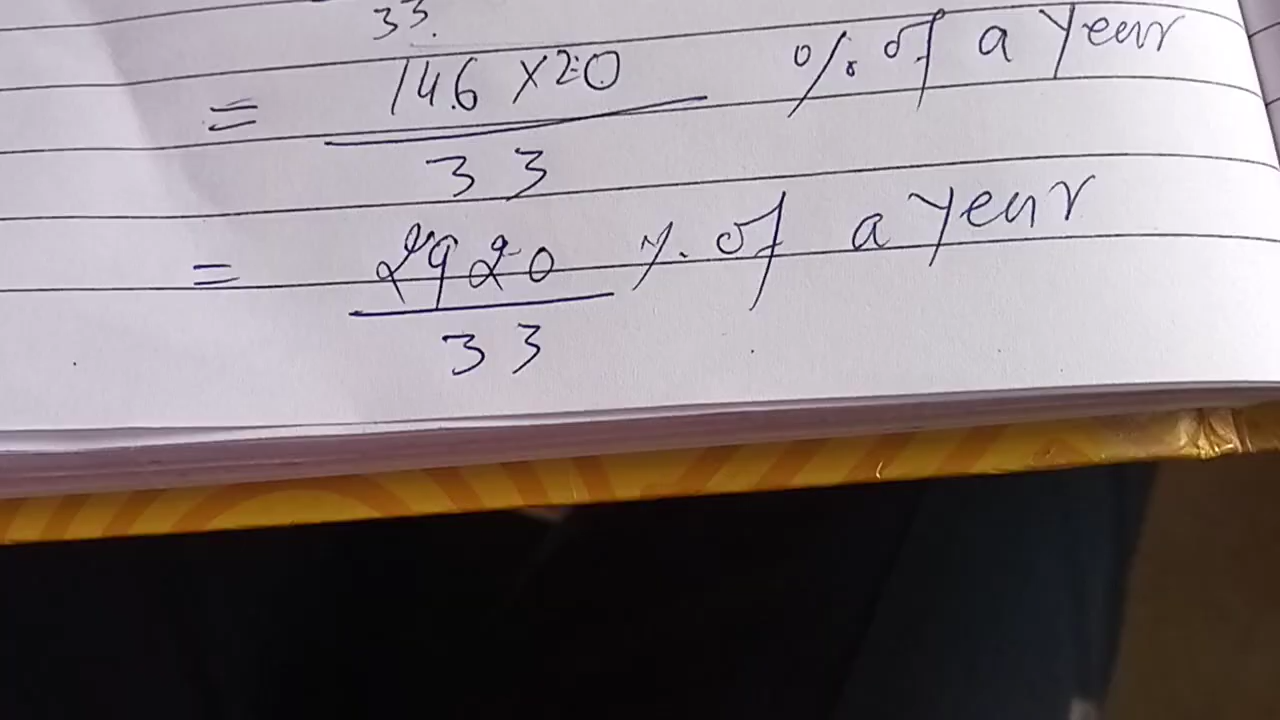 33.
= 146 × 20 / 33 % of a year
= 2920 / 33 % of a year